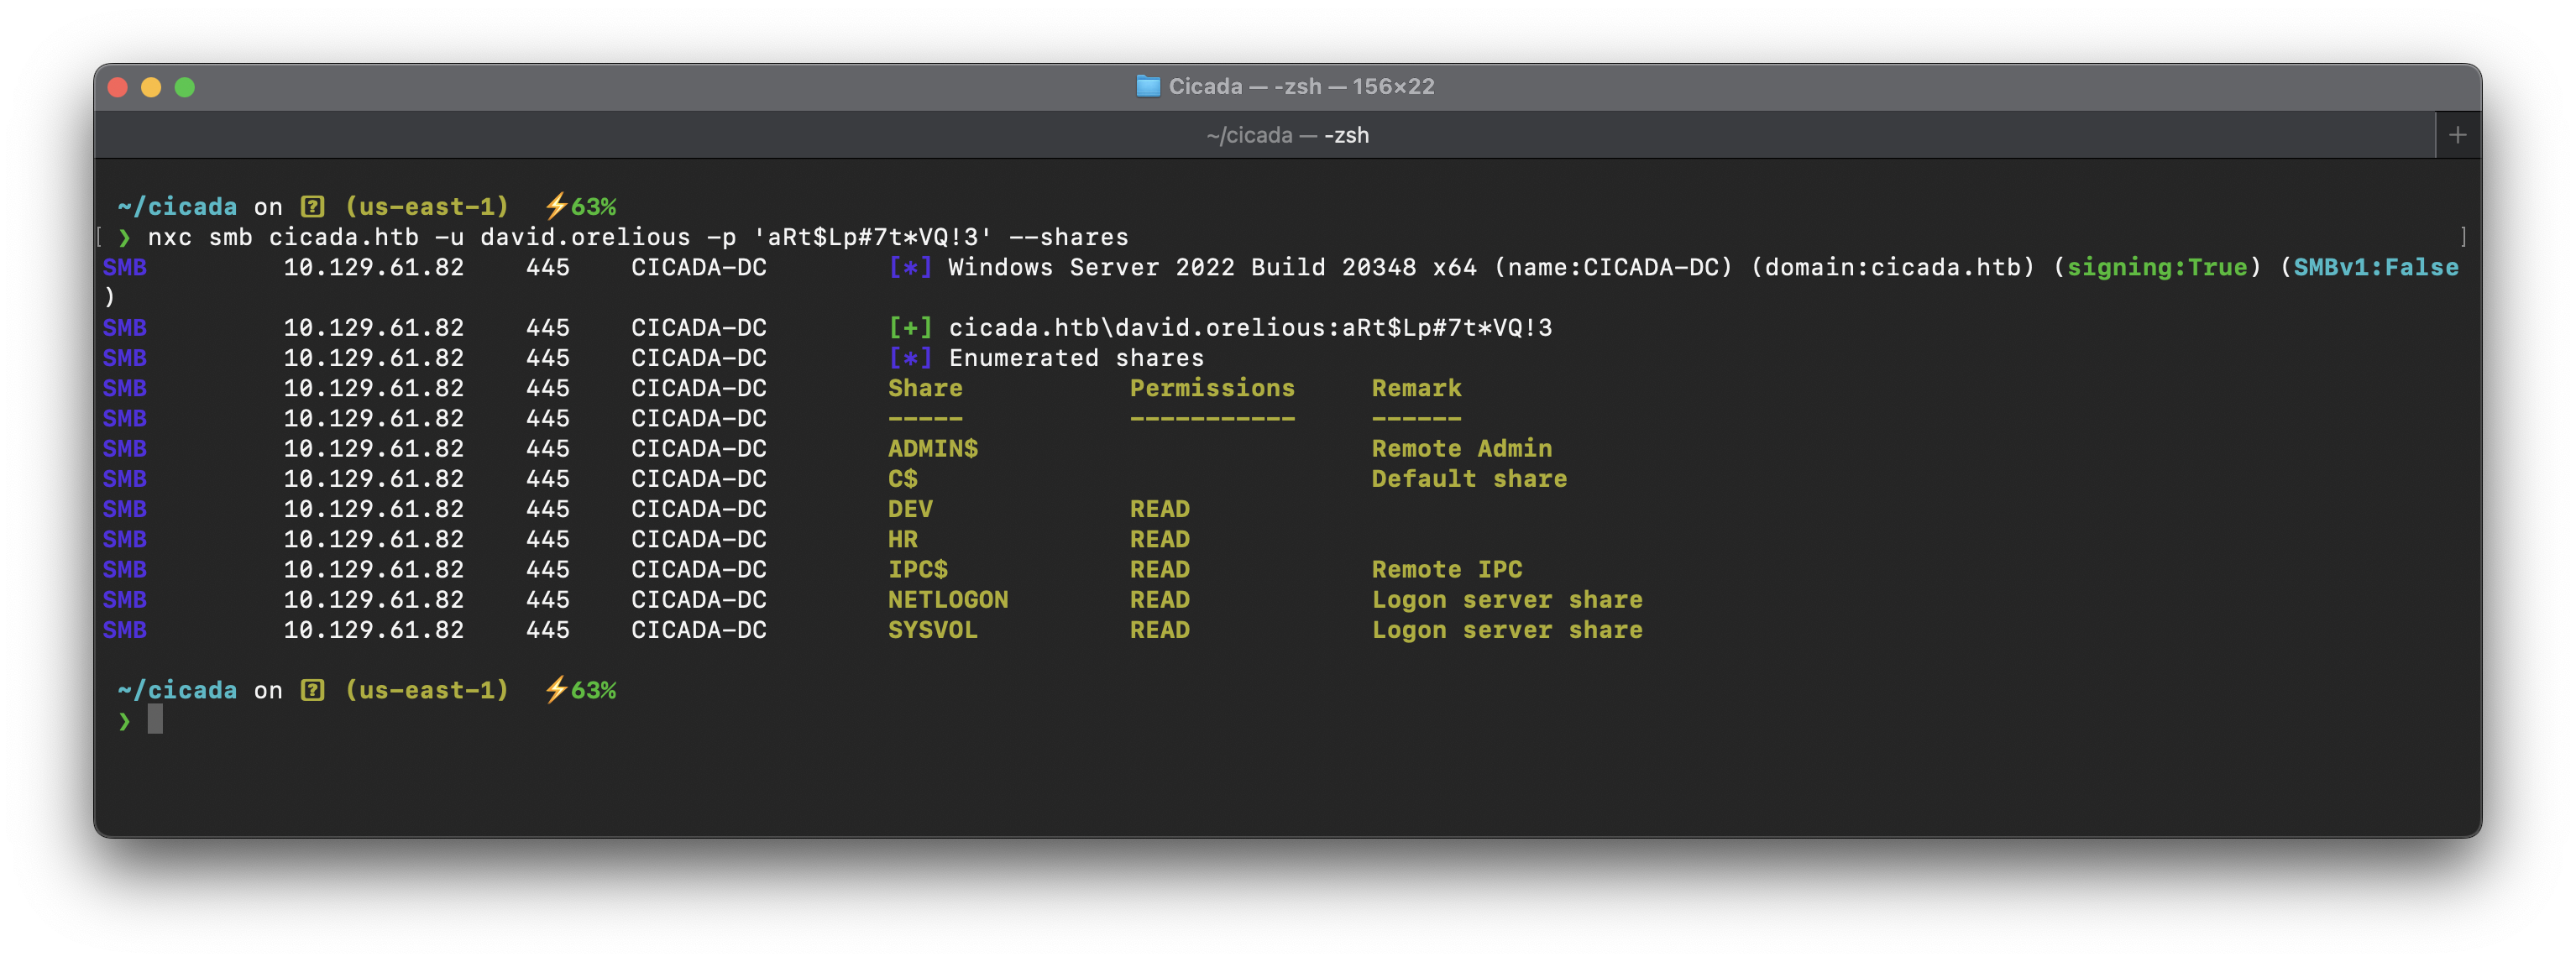 Cicada — -zsh — 156×22
~/cicada — -zsh +
~/cicada on ? (us-east-1) ⚡63%
[ ❯ nxc smb cicada.htb -u david.orelious -p 'aRt$Lp#7t*VQ!3' --shares ]
SMB 10.129.61.82 445 CICADA-DC [*] Windows Server 2022 Build 20348 x64 (name:CICADA-DC) (domain:cicada.htb) (signing:True) (SMBv1:False
)
SMB 10.129.61.82 445 CICADA-DC [+] cicada.htb\david.orelious:aRt$Lp#7t*VQ!3
SMB 10.129.61.82 445 CICADA-DC [*] Enumerated shares
SMB 10.129.61.82 445 CICADA-DC Share Permissions Remark
SMB 10.129.61.82 445 CICADA-DC ----- ----------- ------
SMB 10.129.61.82 445 CICADA-DC ADMIN$ Remote Admin
SMB 10.129.61.82 445 CICADA-DC C$ Default share
SMB 10.129.61.82 445 CICADA-DC DEV READ
SMB 10.129.61.82 445 CICADA-DC HR READ
SMB 10.129.61.82 445 CICADA-DC IPC$ READ Remote IPC
SMB 10.129.61.82 445 CICADA-DC NETLOGON READ Logon server share
SMB 10.129.61.82 445 CICADA-DC SYSVOL READ Logon server share
~/cicada on ? (us-east-1) ⚡63%
❯